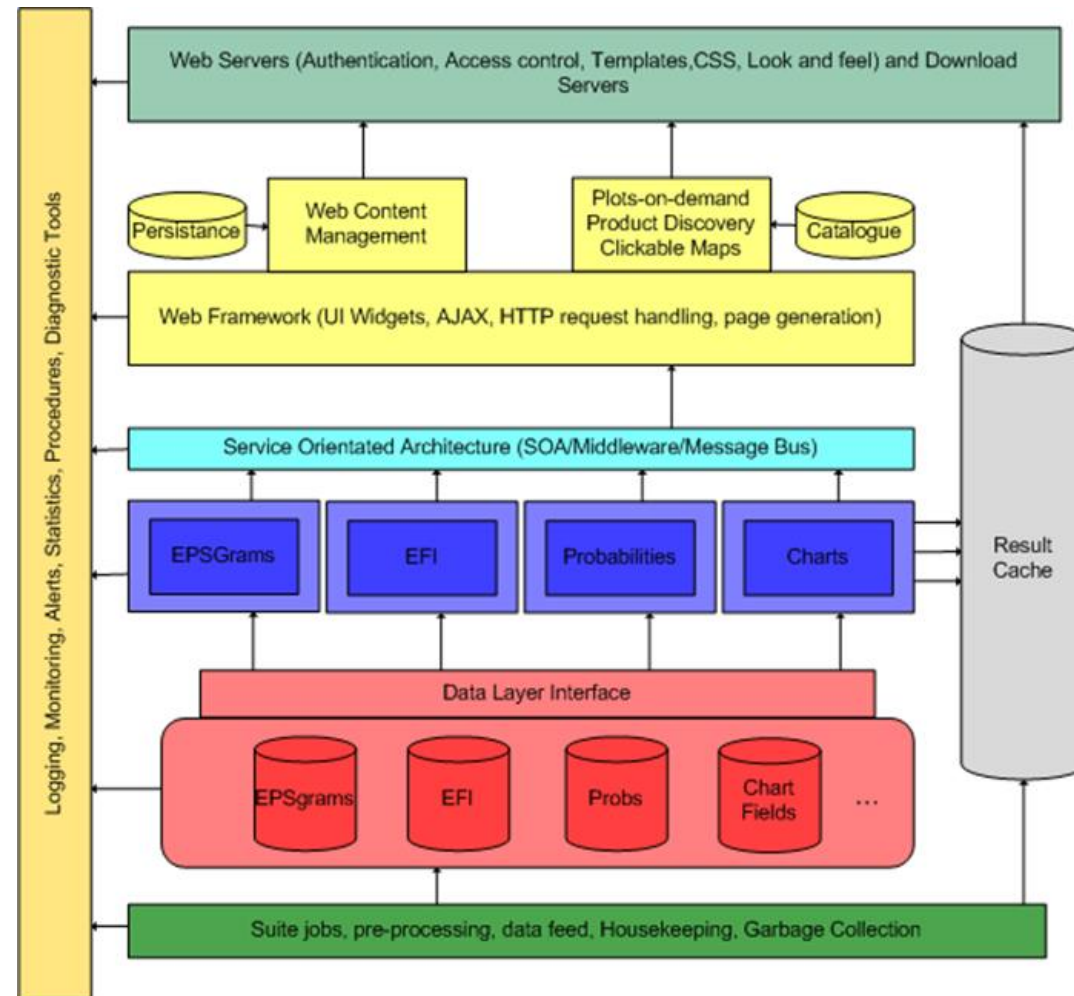 Logging, Monitoring, Alerts, Statistics, Procedures, Diagnostic Tools
Web Servers (Authentication, Access control, Templates,CSS, Look and feel) and Download
Servers
Persistance
Web Content
Management
Plots-on-demand
Product Discovery
Clickable Maps
Catalogue
Web Framework (UI Widgets, AJAX, HTTP request handling, page generation)
Service Orientated Architecture (SOA/Middleware/Message Bus)
EPSGrams
EFI
Probabilities
Charts
Result
Cache
Data Layer Interface
EPSgrams
EFI
Probs
Chart
Fields
...
Suite jobs, pre-processing, data feed, Housekeeping, Garbage Collection